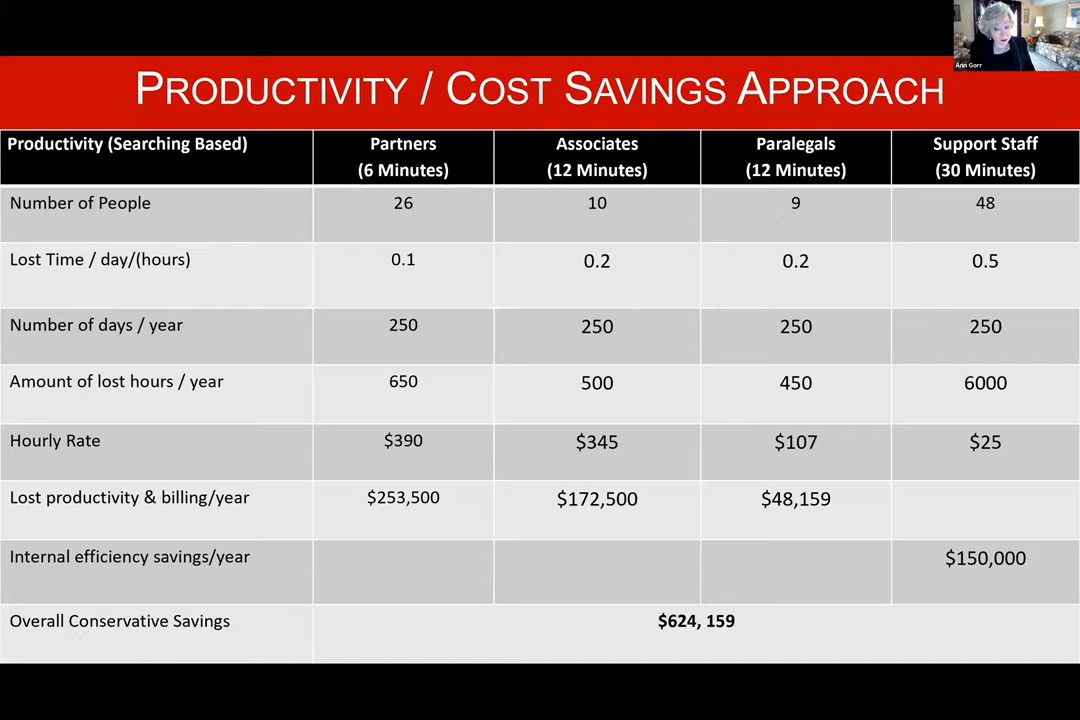 Ann Gorr
PRODUCTIVITY / COST SAVINGS APPROACH
Productivity (Searching Based) Partners (6 Minutes) Associates (12 Minutes) Paralegals (12 Minutes) Support Staff (30 Minutes)
Number of People 26 10 9 48
Lost Time / day/(hours) 0.1 0.2 0.2 0.5
Number of days / year 250 250 250 250
Amount of lost hours / year 650 500 450 6000
Hourly Rate $390 $345 $107 $25
Lost productivity & billing/year $253,500 $172,500 $48,159
Internal efficiency savings/year $150,000
Overall Conservative Savings $624, 159